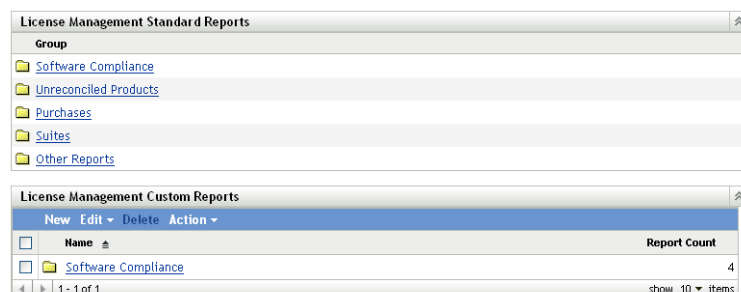 License Management Standard Reports
Group
Software Compliance
Unreconciled Products
Purchases
Suites
Other Reports
License Management Custom Reports
New Edit Delete Action
Name Report Count
Software Compliance 4
1 - 1 of 1 show 10 items